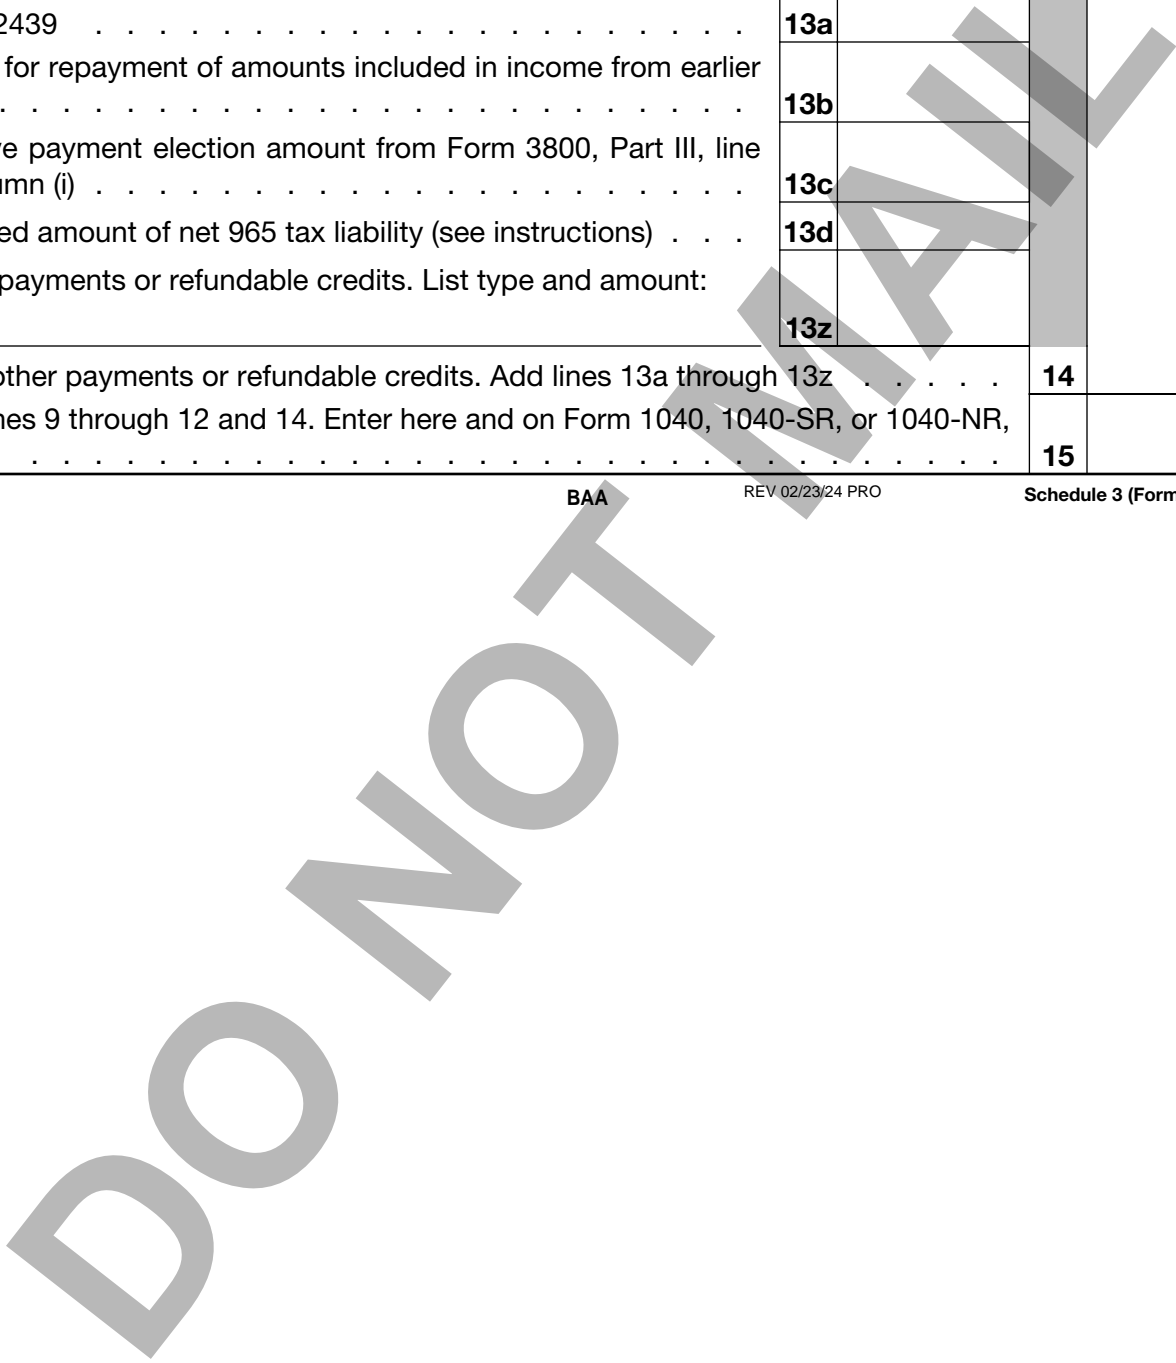 2439 . . . . . . . . . . . . . . . . . . . . . 13a
for repayment of amounts included in income from earlier
. . . . . . . . . . . . . . . . . . . . . . . . 13b
payment election amount from Form 3800, Part III, line
(i) . . . . . . . . . . . . . . . . . . . . . 13c
amount of net 965 tax liability (see instructions) . . . 13d
payments or refundable credits. List type and amount:
13z
other payments or refundable credits. Add lines 13a through 13z . . . . . 14
9 through 12 and 14. Enter here and on Form 1040, 1040-SR, or 1040-NR,
. . . . . . . . . . . . . . . . . . . . . . . . . . . . . . . 15
BAA REV 02/23/24 PRO Schedule 3 (Form
DO NOT MAIL